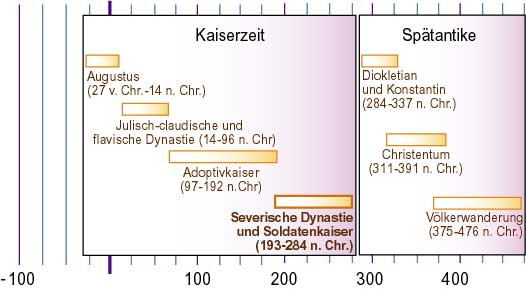 Kaiserzeit
Spätantike
Augustus
(27 v. Chr.-14 n. Chr.)
Julisch-claudische und
flavische Dynastie (14-96 n. Chr)
Adoptivkaiser
(97-192 n.Chr)
Severische Dynastie
und Soldatenkaiser
(193-284 n. Chr.)
Diokletian
und Konstantin
(284-337 n. Chr.)
Christentum
(311-391 n. Chr.)
Völkerwanderung
(375-476 n. Chr.)
-100 100 200 300 400